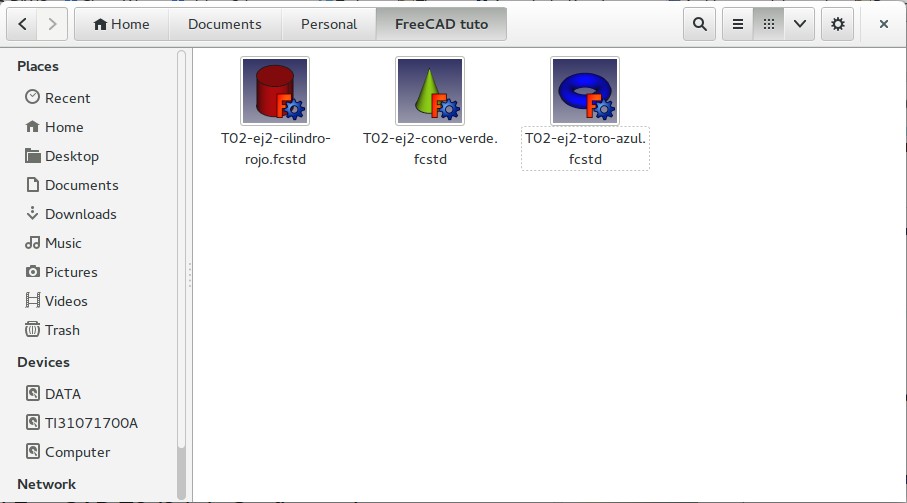 Home
Documents
Personal
FreeCAD tuto
Places
Recent
Home
Desktop
Documents
Downloads
Music
Pictures
Videos
Trash
Devices
DATA
TI31071700A
Computer
Network
T02-ej2-cilindro-
rojo.fcstd
T02-ej2-cono-verde.
fcstd
T02-ej2-toro-azul.
fcstd